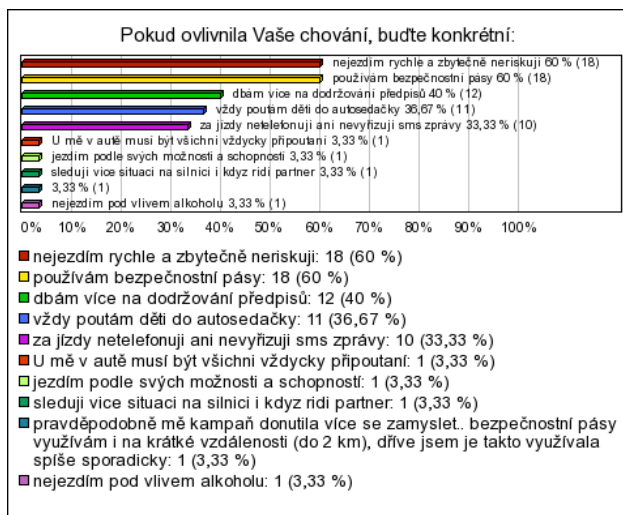 Pokud ovlivnila Vaše chování, buďte konkrétní:
nejezdím rychle a zbytečně neriskuji 60 % (18)
používám bezpečnostní pásy 60 % (18)
dbám více na dodržování předpisů 40 % (12)
vždy poutám děti do autosedačky 36,67 % (11)
za jízdy netelefonuji ani nevyřizuji sms zprávy 33,33 % (10)
U mě v autě musí být všichni vždycky připoutaní 3,33 % (1)
jezdím podle svých možnosti a schopností 3,33 % (1)
sleduji vice situaci na silnici i kdyz ridi partner 3,33 % (1)
3,33 % (1)
nejezdím pod vlivem alkoholu 3,33 % (1)
0% 10% 20% 30% 40% 50% 60% 70% 80% 90% 100%
nejezdím rychle a zbytečně neriskuji: 18 (60 %)
používám bezpečnostní pásy: 18 (60 %)
dbám více na dodržování předpisů: 12 (40 %)
vždy poutám děti do autosedačky: 11 (36,67 %)
za jízdy netelefonuji ani nevyřizuji sms zprávy: 10 (33,33 %)
U mě v autě musí být všichni vždycky připoutaní: 1 (3,33 %)
jezdím podle svých možnosti a schopností: 1 (3,33 %)
sleduji vice situaci na silnici i kdyz ridi partner: 1 (3,33 %)
pravděpodobně mě kampaň donutila více se zamyslet.. bezpečnostní pásy
využívám i na krátké vzdálenosti (do 2 km), dříve jsem je takto využívala
spíše sporadicky: 1 (3,33 %)
nejezdím pod vlivem alkoholu: 1 (3,33 %)